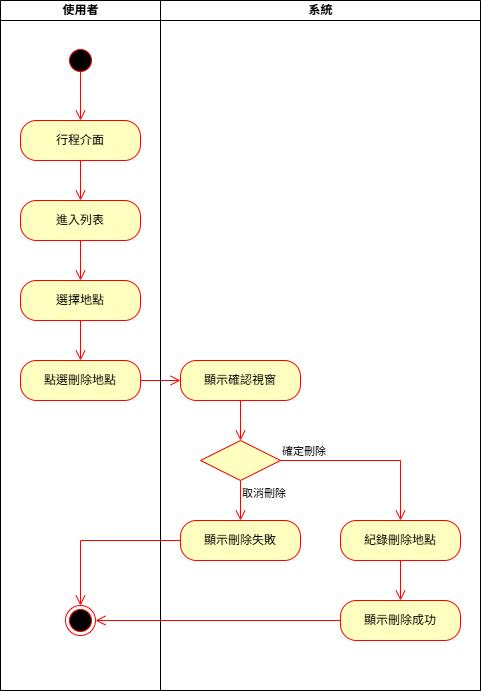 使用者
系統
行程介面
進入列表
選擇地點
點選刪除地點
顯示確認視窗
確定刪除
取消刪除
顯示刪除失敗
紀錄刪除地點
顯示刪除成功